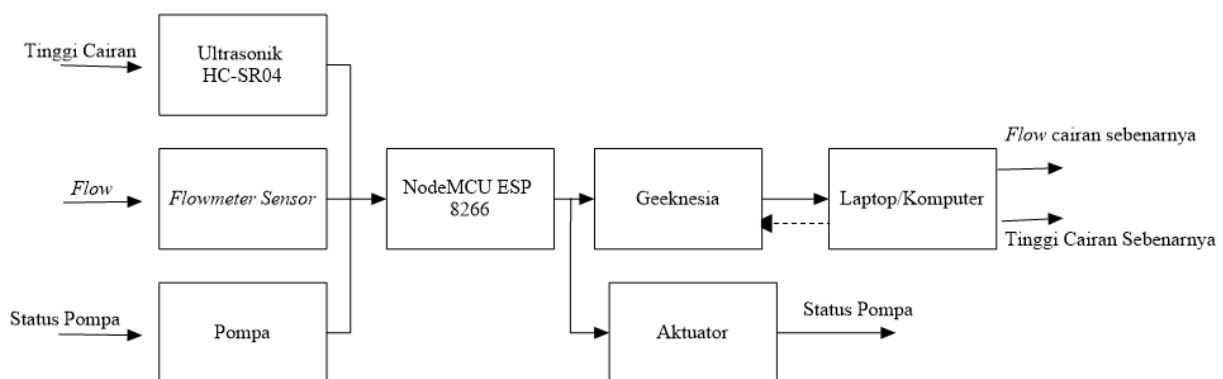 Tinggi Cairan
Ultrasonik
HC-SR04
Flow
Flowmeter Sensor
Status Pompa
Pompa
NodeMCU ESP
8266
Geeknesia
Laptop/Komputer
Flow cairan sebenarnya
Tinggi Cairan Sebenarnya
Aktuator
Status Pompa